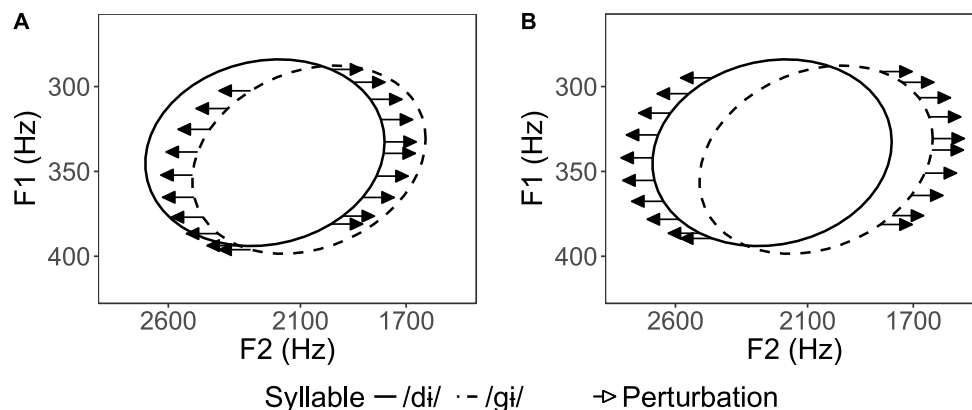 A
B
F1 (Hz)
300
350
400
2600
2100
1700
F2 (Hz)
F1 (Hz)
300
350
400
2600
2100
1700
F2 (Hz)
Syllable /dɨ/ /gɨ/ Perturbation